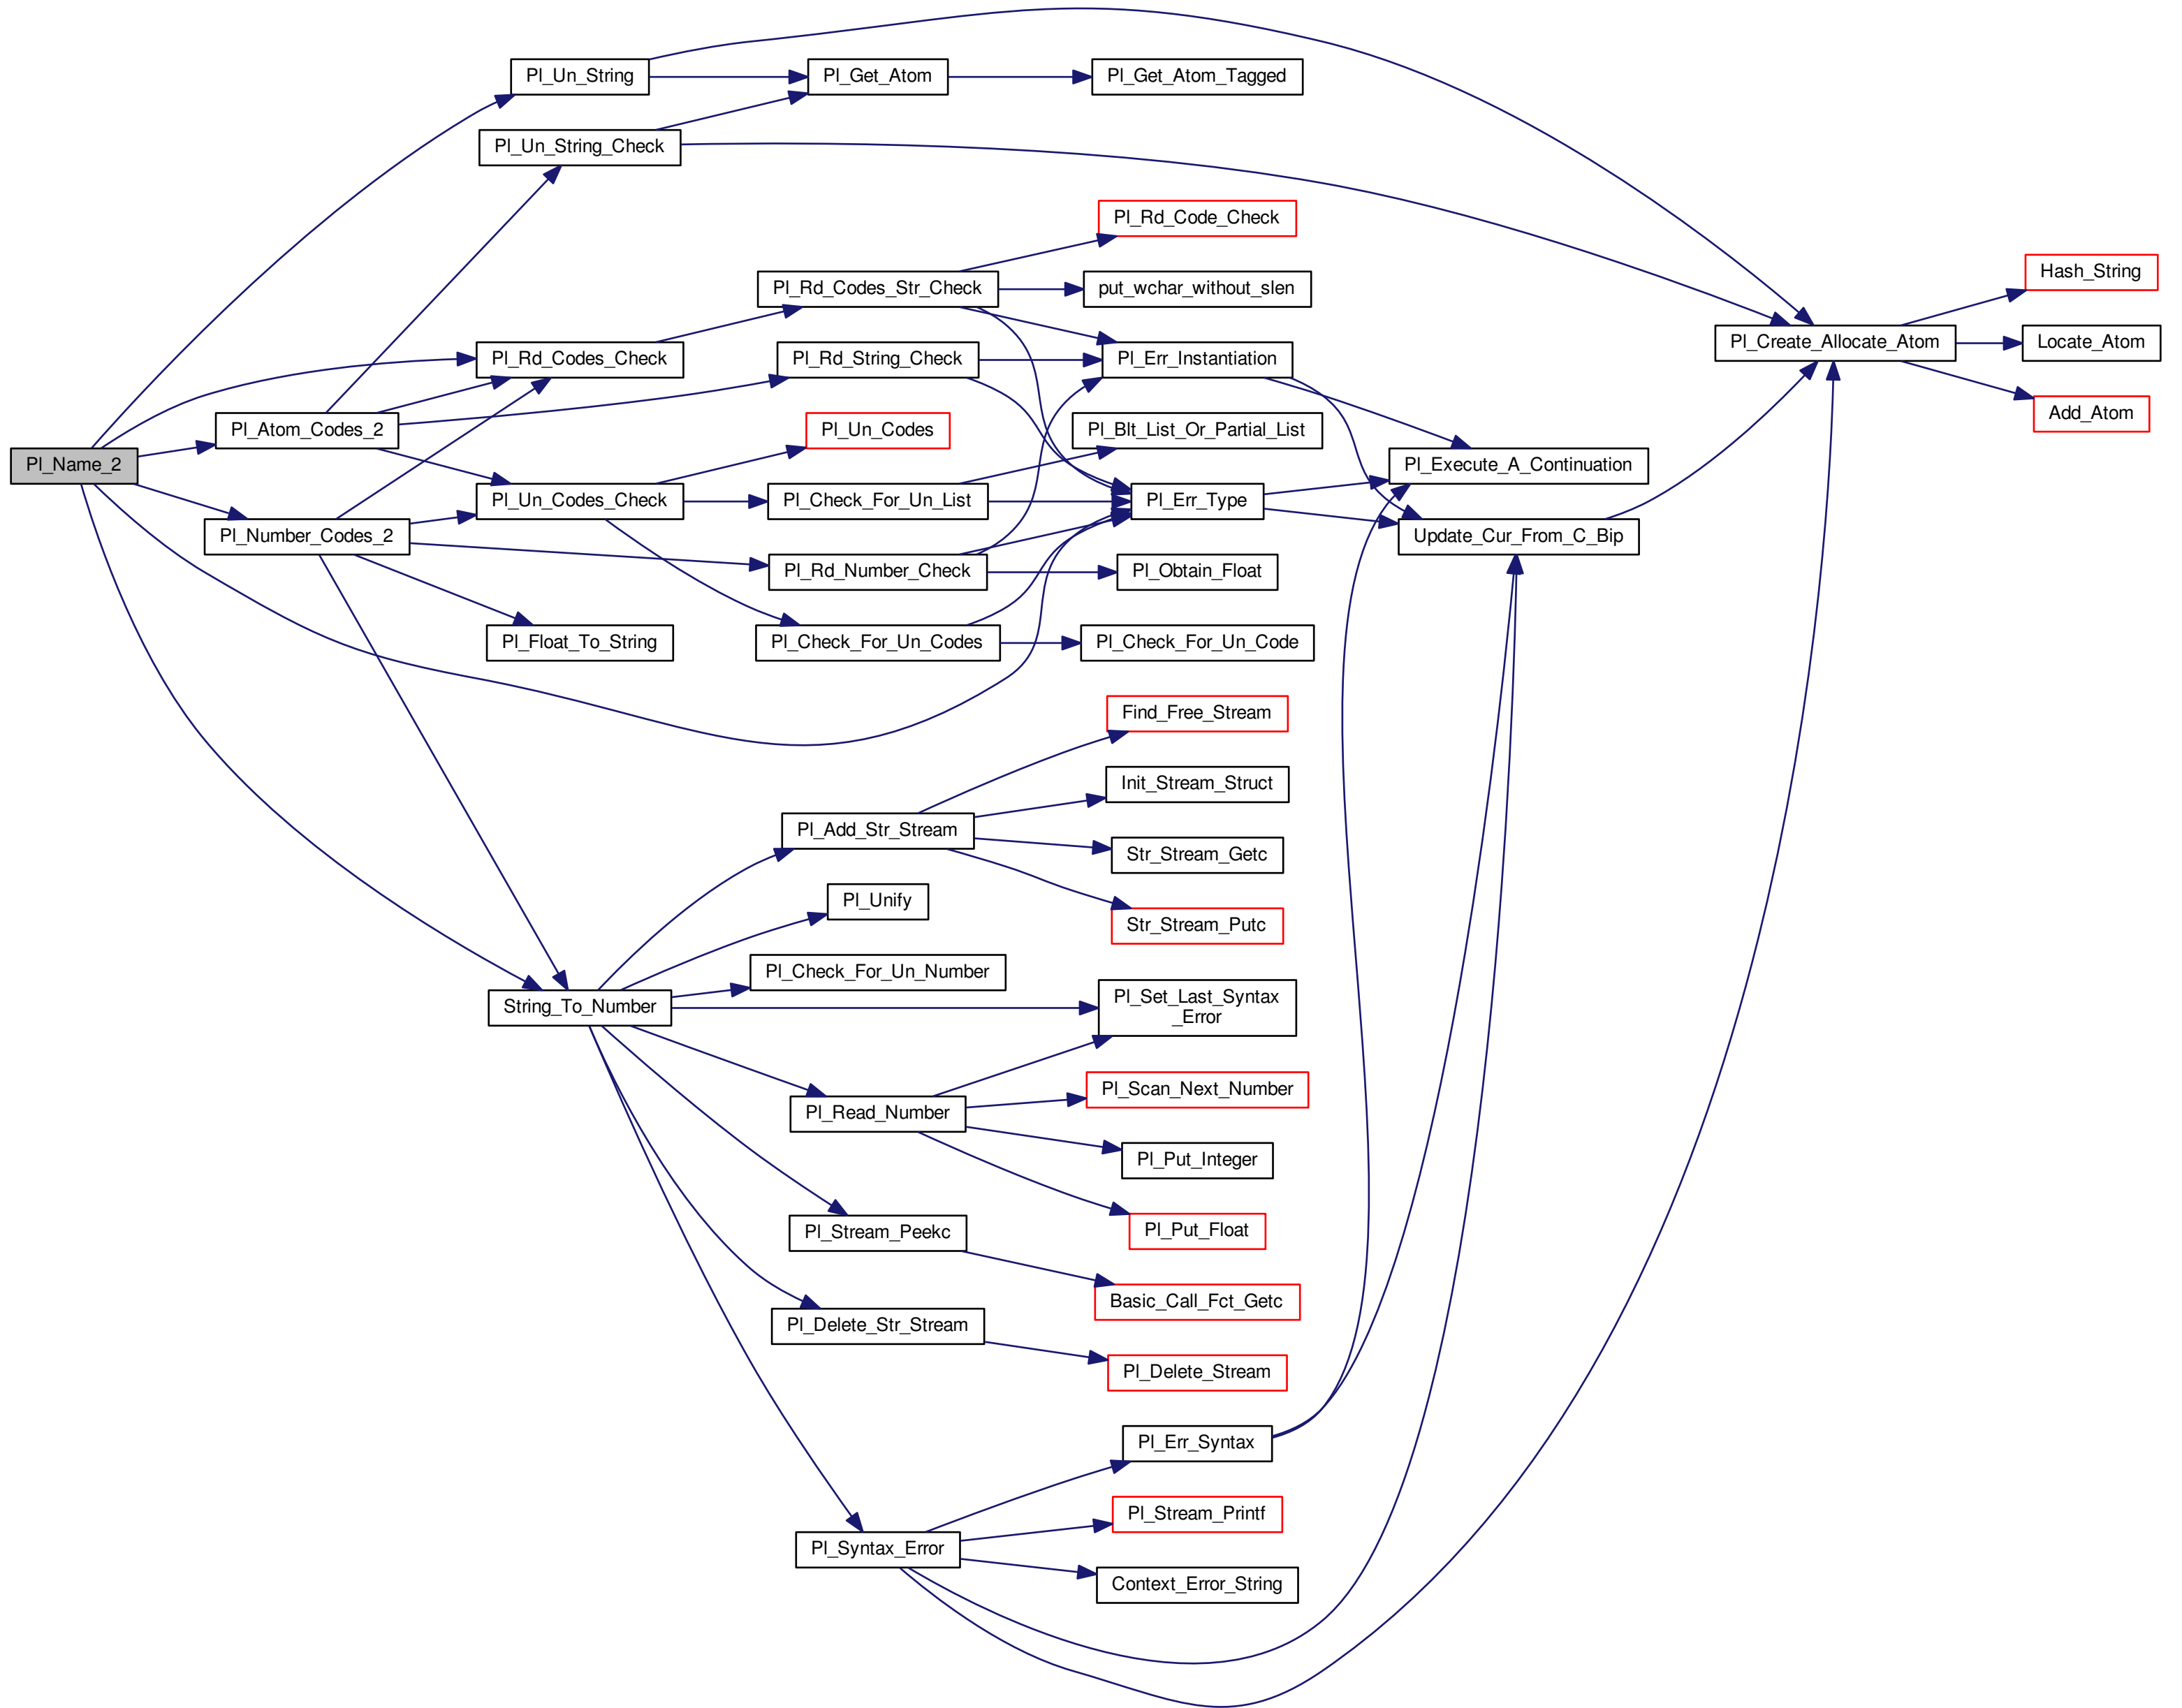 Pl_Un_String
Pl_Get_Atom
Pl_Get_Atom_Tagged
Pl_Un_String_Check
Pl_Rd_Code_Check
Pl_Rd_Codes_Str_Check
put_wchar_without_slen
Hash_String
Pl_Rd_Codes_Check
Pl_Rd_String_Check
Pl_Err_Instantiation
Pl_Create_Allocate_Atom
Locate_Atom
Pl_Atom_Codes_2
Pl_Un_Codes
Pl_Blt_List_Or_Partial_List
Add_Atom
Pl_Name_2
Pl_Execute_A_Continuation
Pl_Un_Codes_Check
Pl_Check_For_Un_List
Pl_Err_Type
Pl_Number_Codes_2
Update_Cur_From_C_Bip
Pl_Rd_Number_Check
Pl_Obtain_Float
Pl_Float_To_String
Pl_Check_For_Un_Codes
Pl_Check_For_Un_Code
Find_Free_Stream
Init_Stream_Struct
Pl_Add_Str_Stream
Str_Stream_Getc
Pl_Unify
Str_Stream_Putc
Pl_Check_For_Un_Number
String_To_Number
Pl_Set_Last_Syntax
_Error
Pl_Scan_Next_Number
Pl_Read_Number
Pl_Put_Integer
Pl_Stream_Peekc
Pl_Put_Float
Basic_Call_Fct_Getc
Pl_Delete_Str_Stream
Pl_Delete_Stream
Pl_Err_Syntax
Pl_Stream_Printf
Pl_Syntax_Error
Context_Error_String